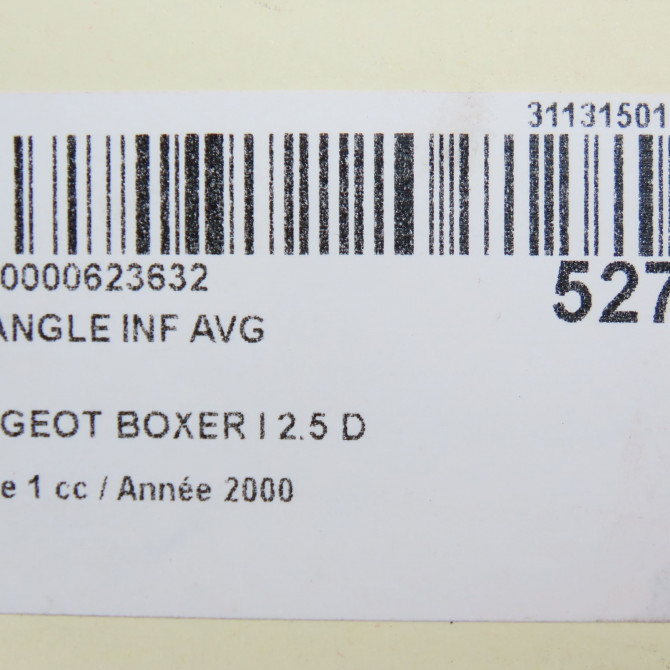 31131501
0000623632
527
ANGLE INF AVG
GEOT BOXER I 2.5 D
e 1 cc / Année 2000